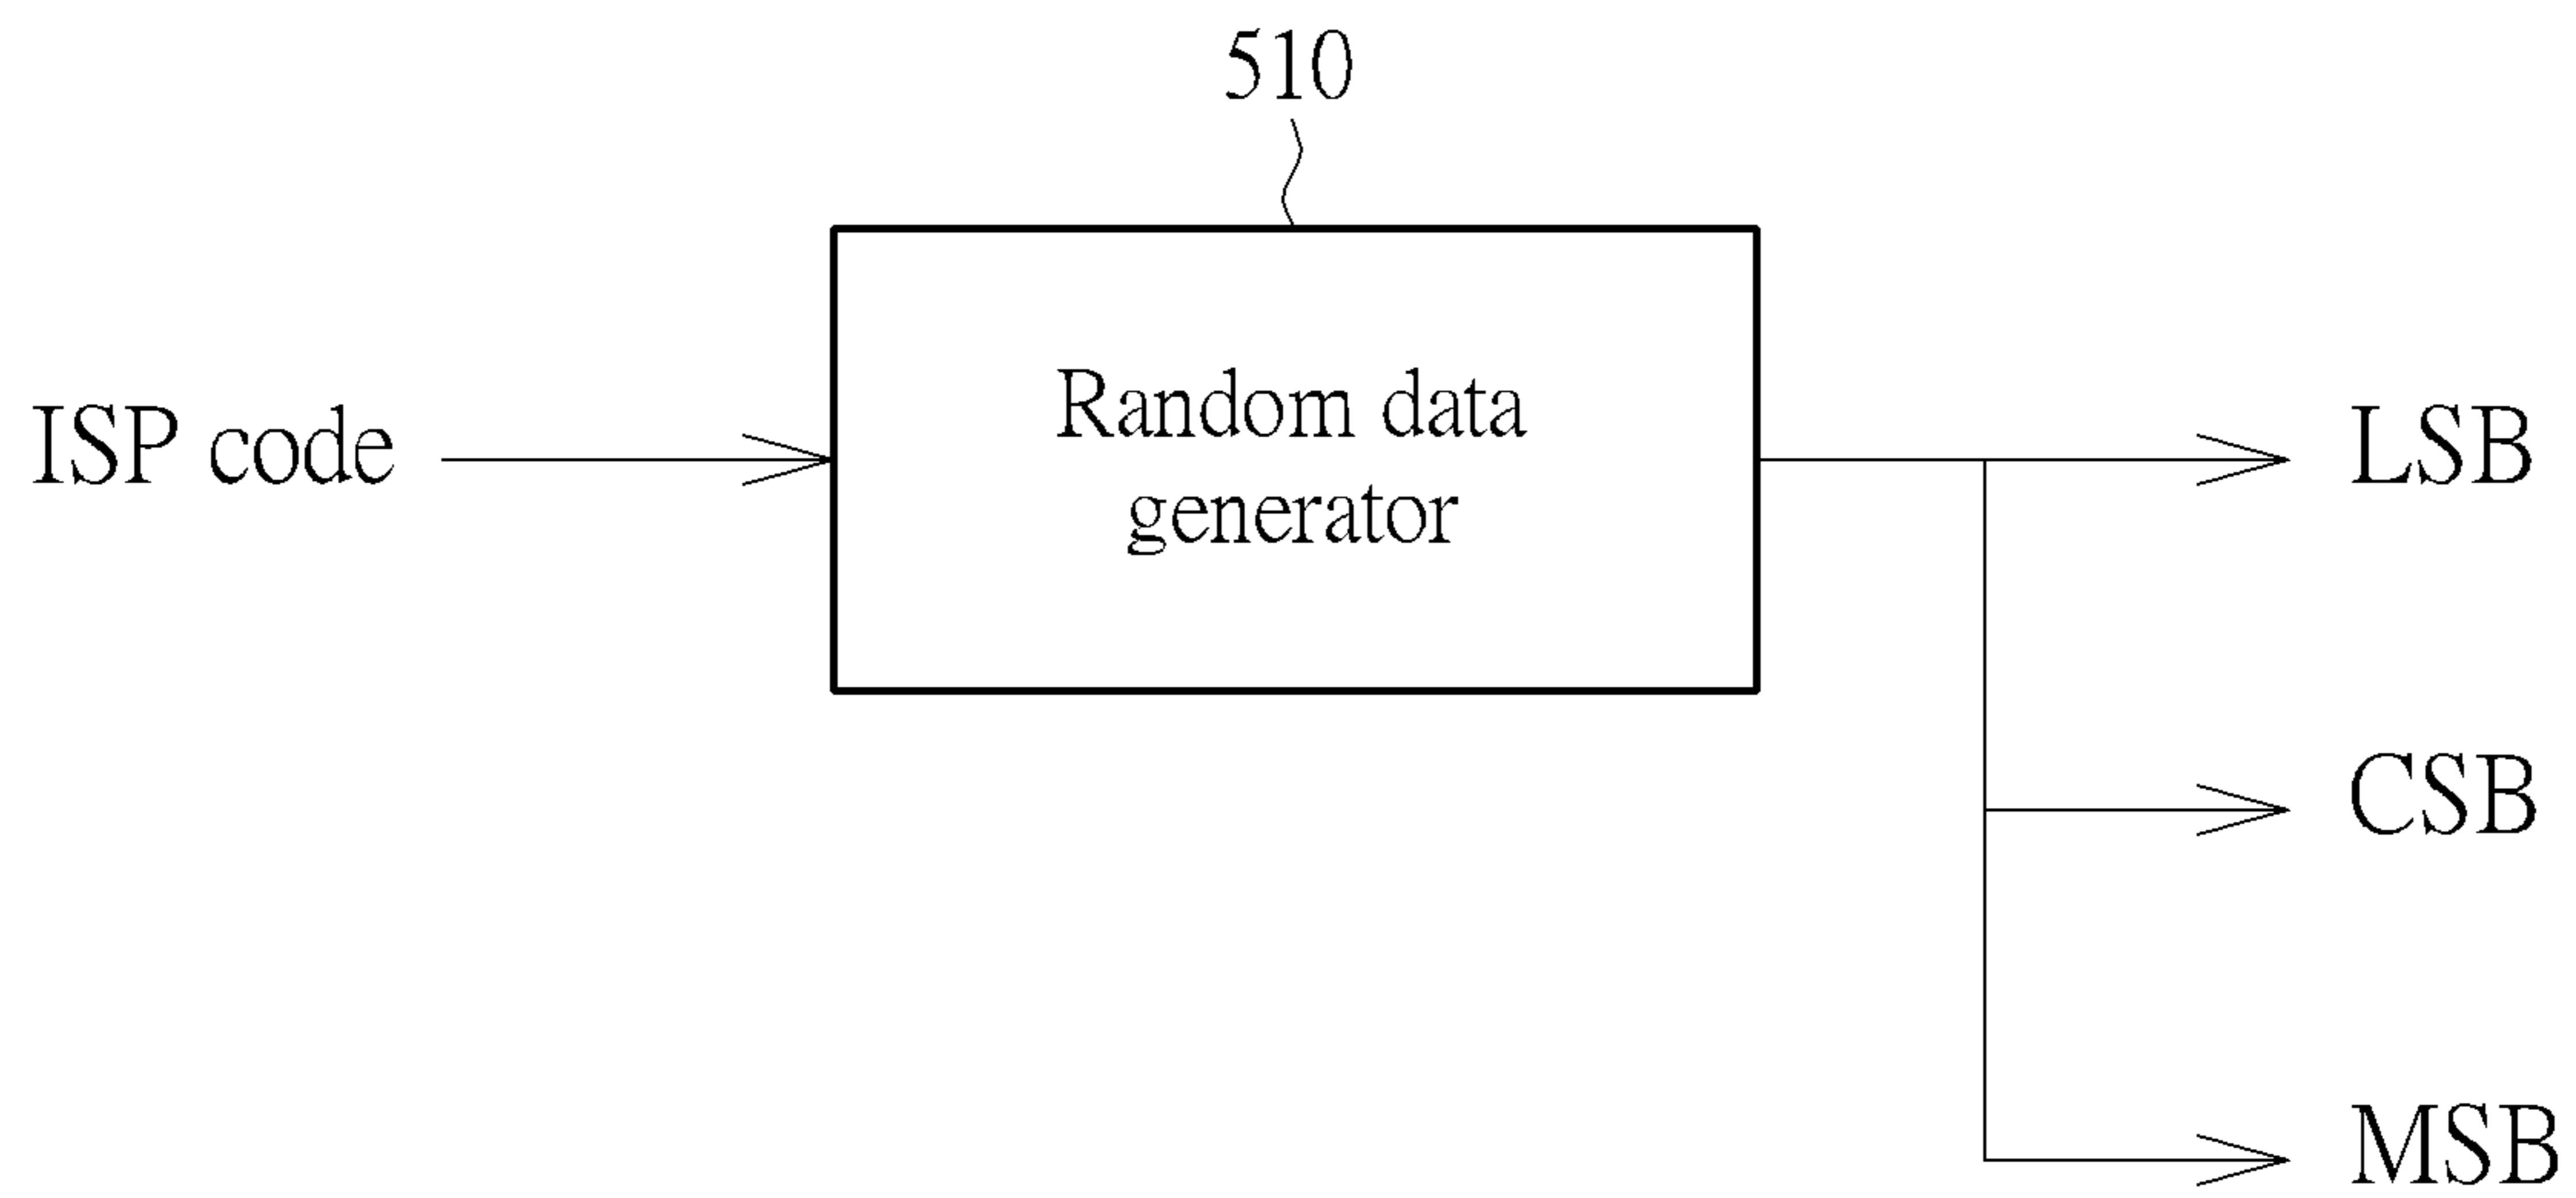 510
ISP code
Random data
generator
LSB
CSB
MSB